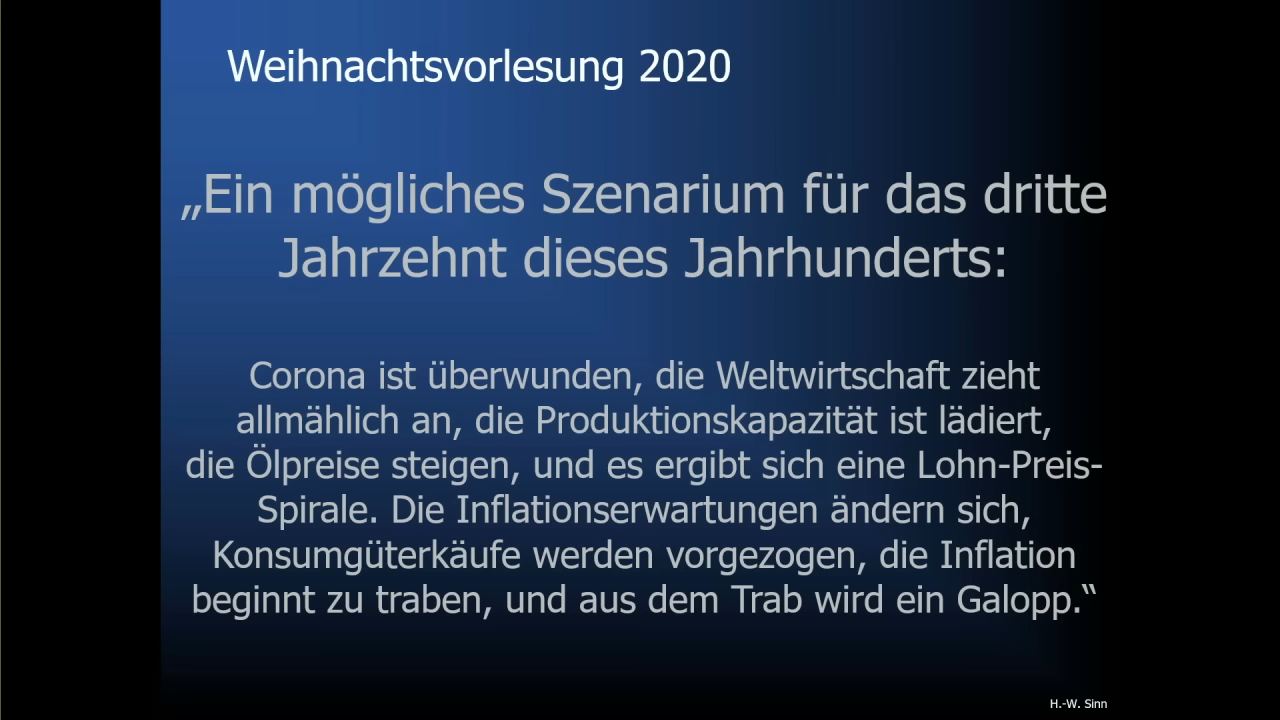 Weihnachtsvorlesung 2020
„Ein mögliches Szenarium für das dritte
Jahrzehnt dieses Jahrhunderts:
Corona ist überwunden, die Weltwirtschaft zieht
allmählich an, die Produktionskapazität ist lädiert,
die Ölpreise steigen, und es ergibt sich eine Lohn-Preis-
Spirale. Die Inflationserwartungen ändern sich,
Konsumgüterkäufe werden vorgezogen, die Inflation
beginnt zu traben, und aus dem Trab wird ein Galopp.“
H.-W. Sinn